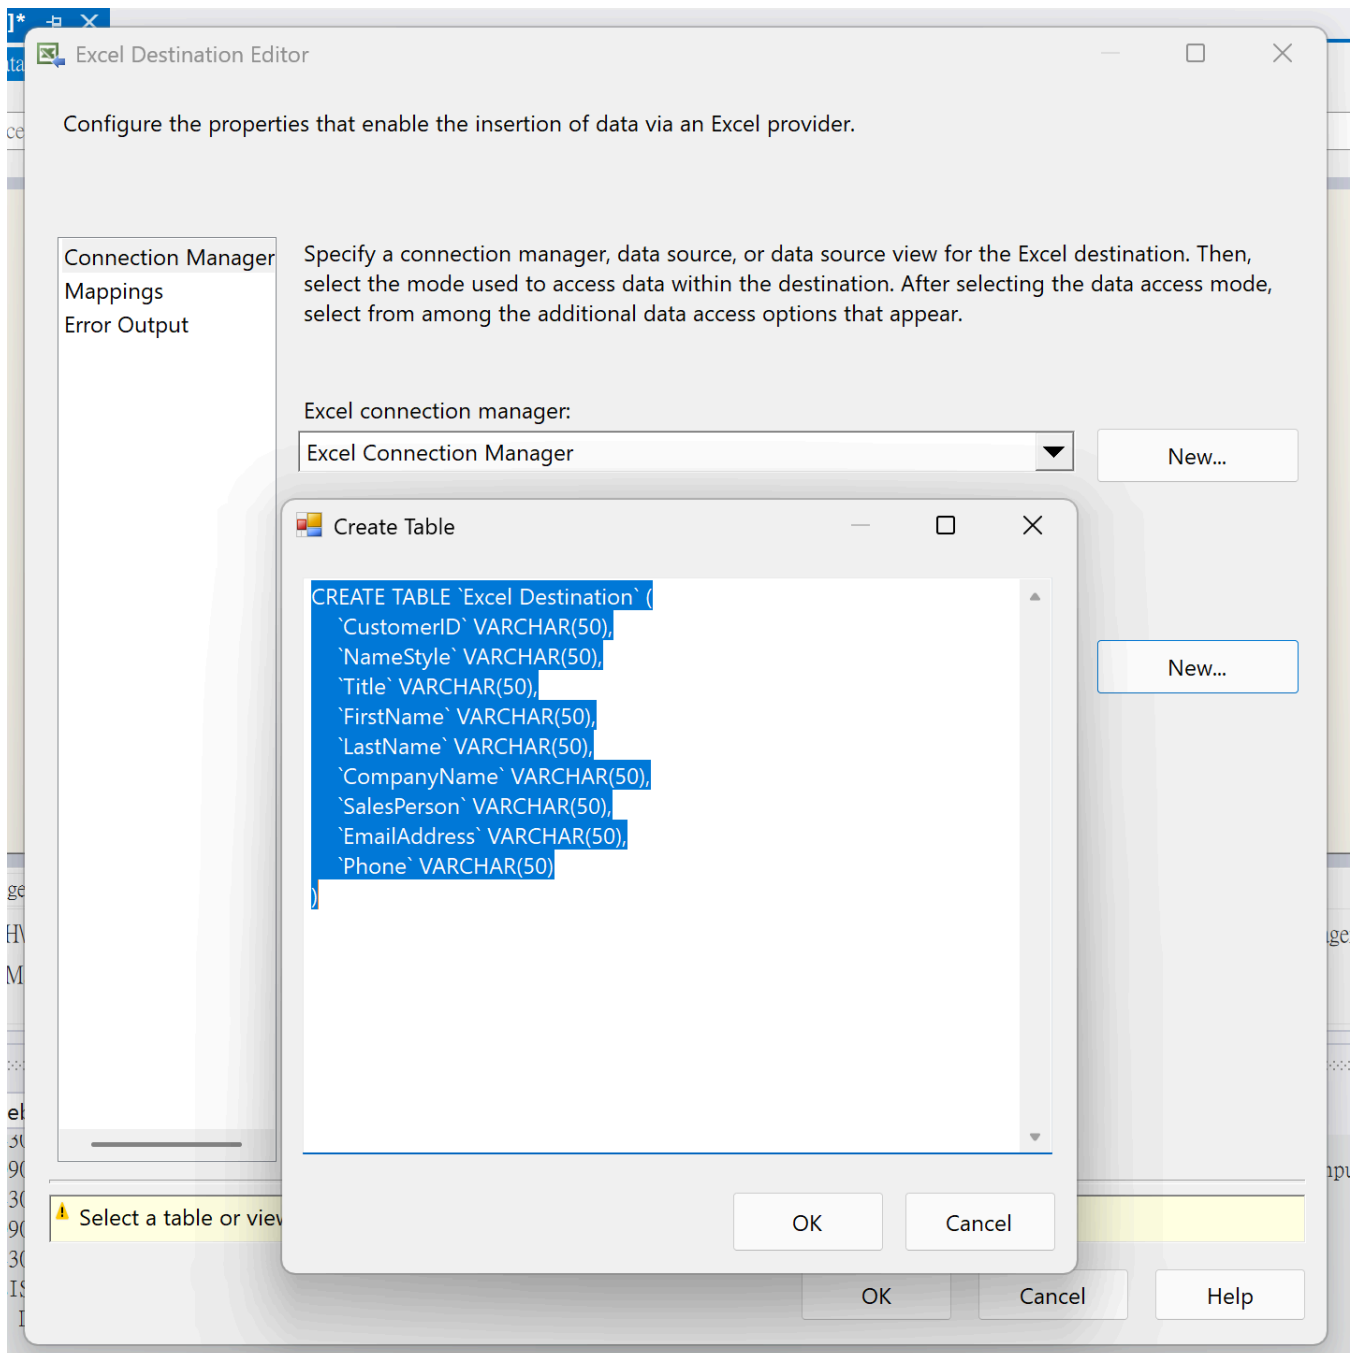 ]*
Excel Destination Editor
Configure the properties that enable the insertion of data via an Excel provider.
Connection Manager
Mappings
Error Output
Specify a connection manager, data source, or data source view for the Excel destination. Then,
select the mode used to access data within the destination. After selecting the data access mode,
select from among the additional data access options that appear.
Excel connection manager:
Excel Connection Manager
New...
Create Table
CREATE TABLE `Excel Destination` (
`CustomerID` VARCHAR(50),
`NameStyle` VARCHAR(50),
`Title` VARCHAR(50),
`FirstName` VARCHAR(50),
`LastName` VARCHAR(50),
`CompanyName` VARCHAR(50),
`SalesPerson` VARCHAR(50),
`EmailAddress` VARCHAR(50),
`Phone` VARCHAR(50)
)
New...
OK
Cancel
Select a table or view
OK
Cancel
Help